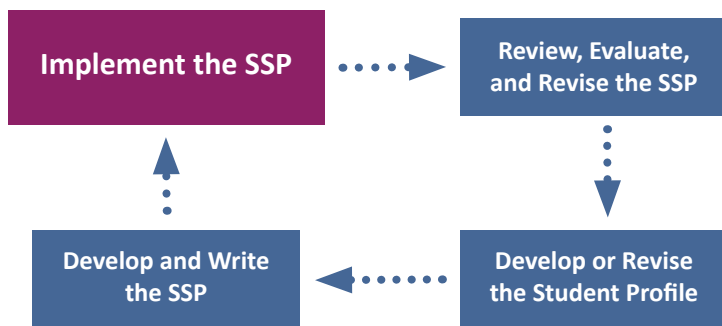 Implement the SSP
Review, Evaluate,
and Revise the SSP
Develop and Write
the SSP
Develop or Revise
the Student Profile